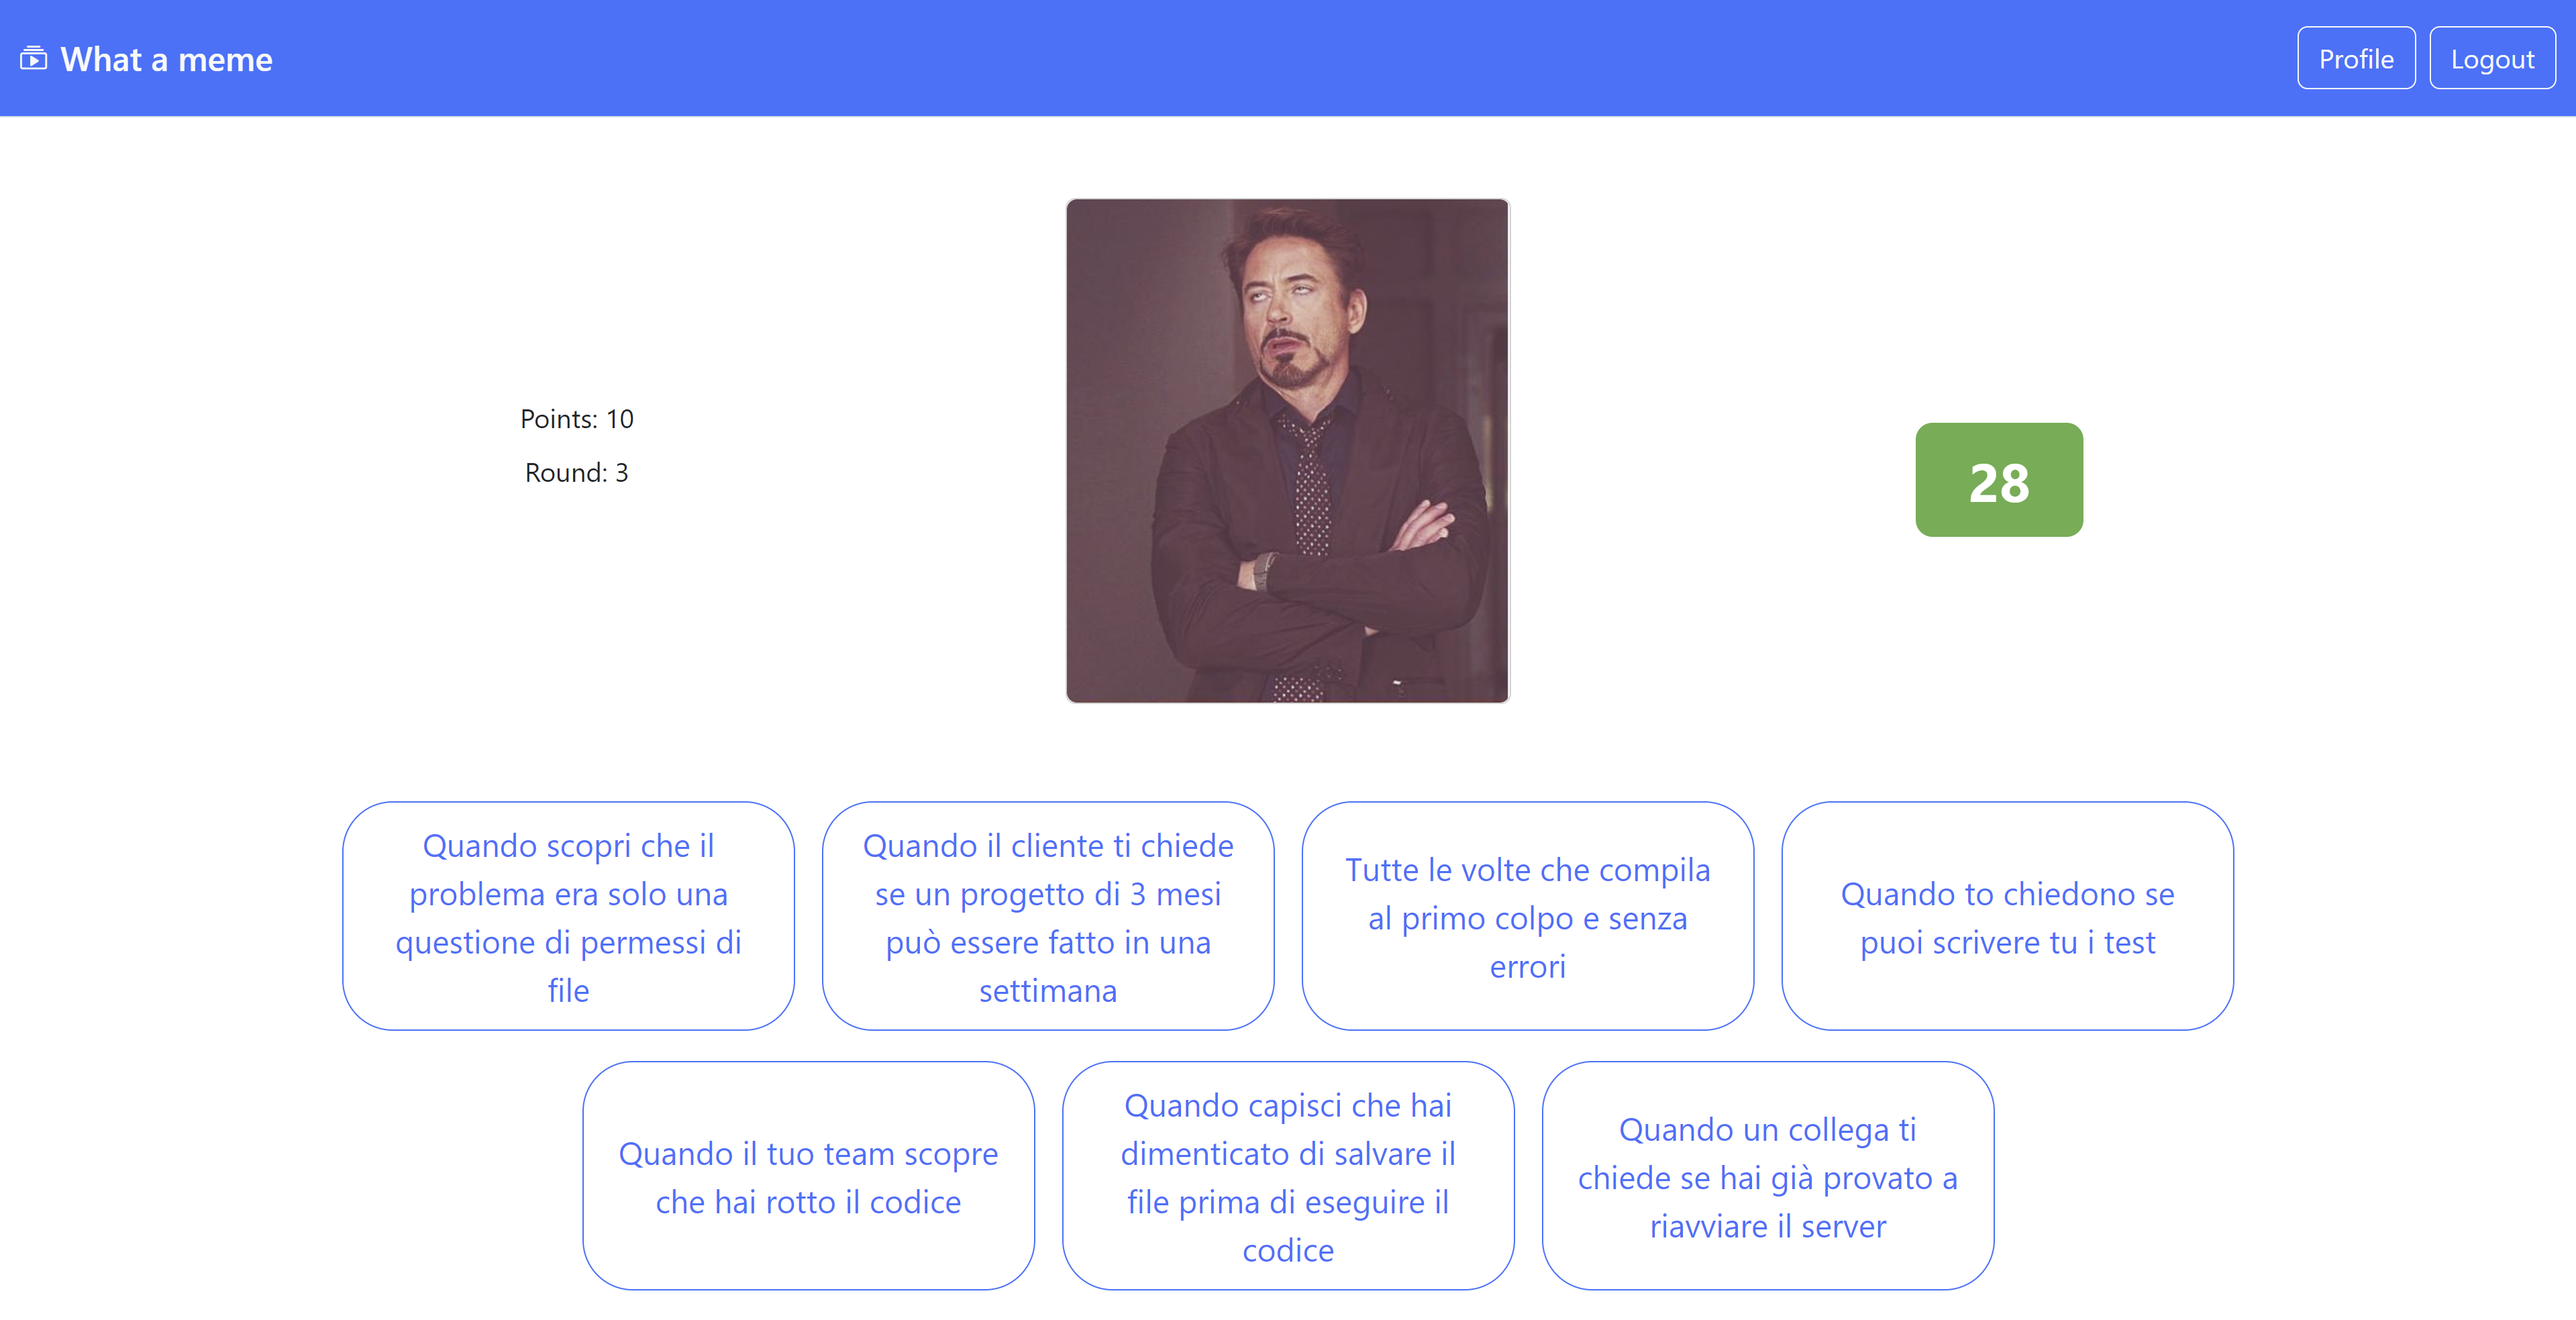 What a meme
Profile
Logout
Points: 10
Round: 3
28
Quando scopri che il
problema era solo una
questione di permessi di
file
Quando il cliente ti chiede
se un progetto di 3 mesi
può essere fatto in una
settimana
Tutte le volte che compila
al primo colpo e senza
errori
Quando to chiedono se
puoi scrivere tu i test
Quando il tuo team scopre
che hai rotto il codice
Quando capisci che hai
dimenticato di salvare il
file prima di eseguire il
codice
Quando un collega ti
chiede se hai già provato a
riavviare il server